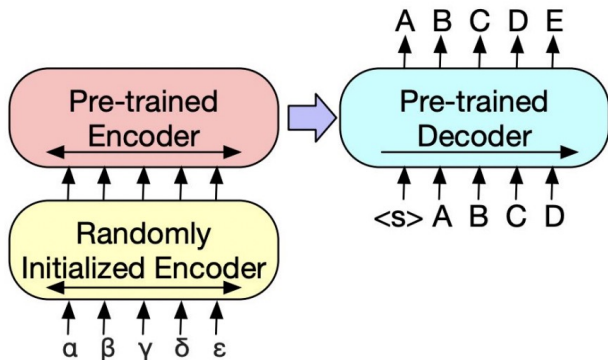 A B C D E
Pre-trained
Encoder
Pre-trained
Decoder
<s> A B C D
Randomly
Initialized Encoder
α β γ δ ε